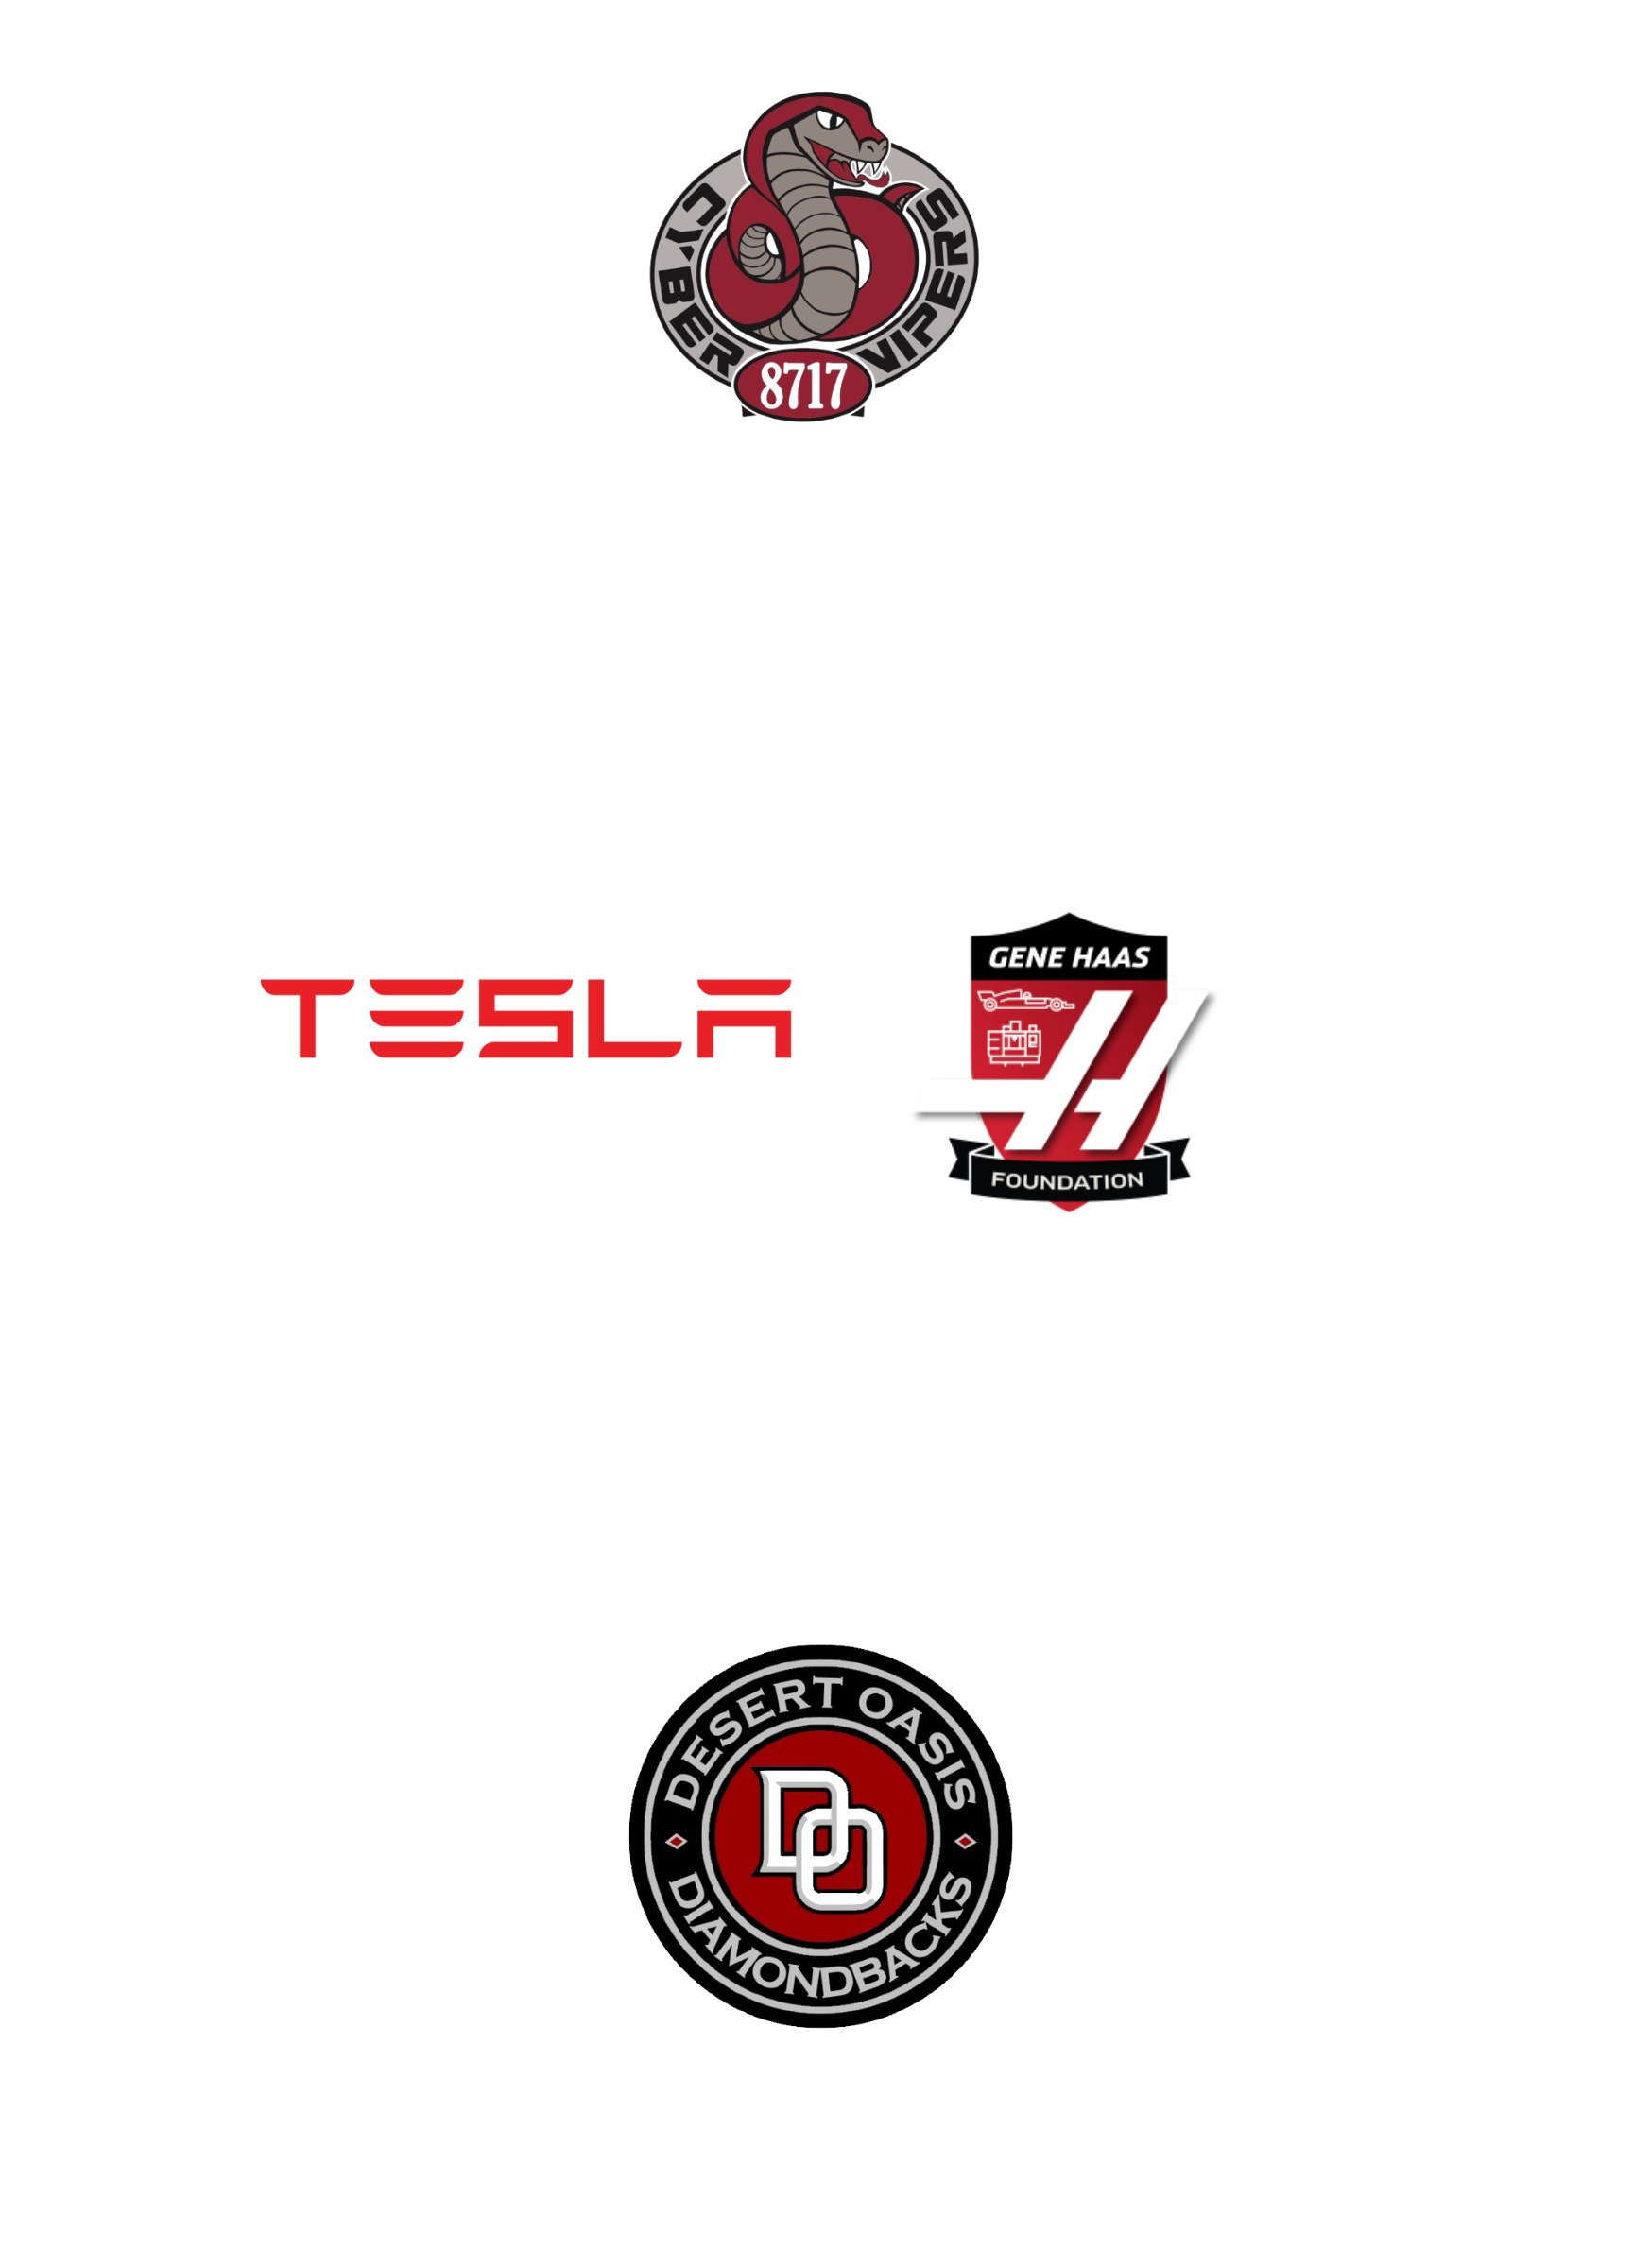 CYBER VIPERS
8717
TESLA
GENE HAAS
FOUNDATION
DESERT OASIS
DO
DIAMONDBACKS